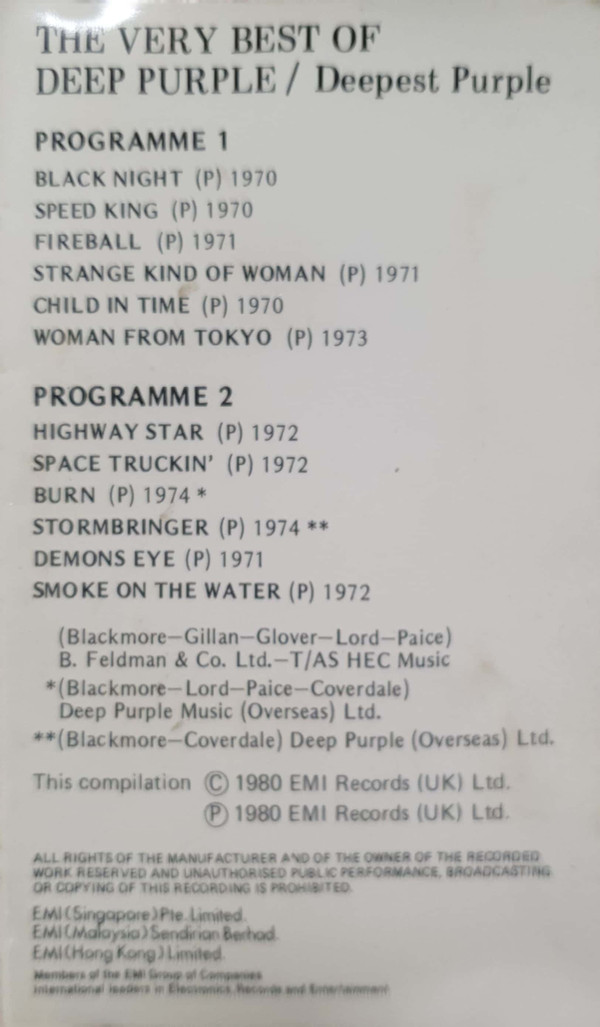 THE VERY BEST OF
DEEP PURPLE / Deepest Purple
PROGRAMME 1
BLACK NIGHT (P) 1970
SPEED KING (P) 1970
FIREBALL (P) 1971
STRANGE KIND OF WOMAN (P) 1971
CHILD IN TIME (P) 1970
WOMAN FROM TOKYO (P) 1973
PROGRAMME 2
HIGHWAY STAR (P) 1972
SPACE TRUCKIN' (P) 1972
BURN (P) 1974 *
STORMBRINGER (P) 1974 **
DEMONS EYE (P) 1971
SMOKE ON THE WATER (P) 1972
(Blackmore—Gillan—Glover—Lord—Paice)
B. Feldman & Co. Ltd.—T/AS HEC Music
*(Blackmore—Lord—Paice—Coverdale)
Deep Purple Music (Overseas) Ltd.
**(Blackmore—Coverdale) Deep Purple (Overseas) Ltd.
This compilation Ⓒ 1980 EMI Records (UK) Ltd.
Ⓟ 1980 EMI Records (UK) Ltd.
ALL RIGHTS OF THE MANUFACTURER AND OF THE OWNER OF THE RECORDED
WORK RESERVED AND UNAUTHORISED PUBLIC PERFORMANCE, BROADCASTING
OR COPYING OF THIS RECORDING IS PROHIBITED.
EMI (Singapore) Pte. Limited.
EMI (Malaysia) Sendirian Berhad.
EMI (Hong Kong) Limited.
Members of the EMI Group of Companies
International leaders in Electronics, Records and Entertainment